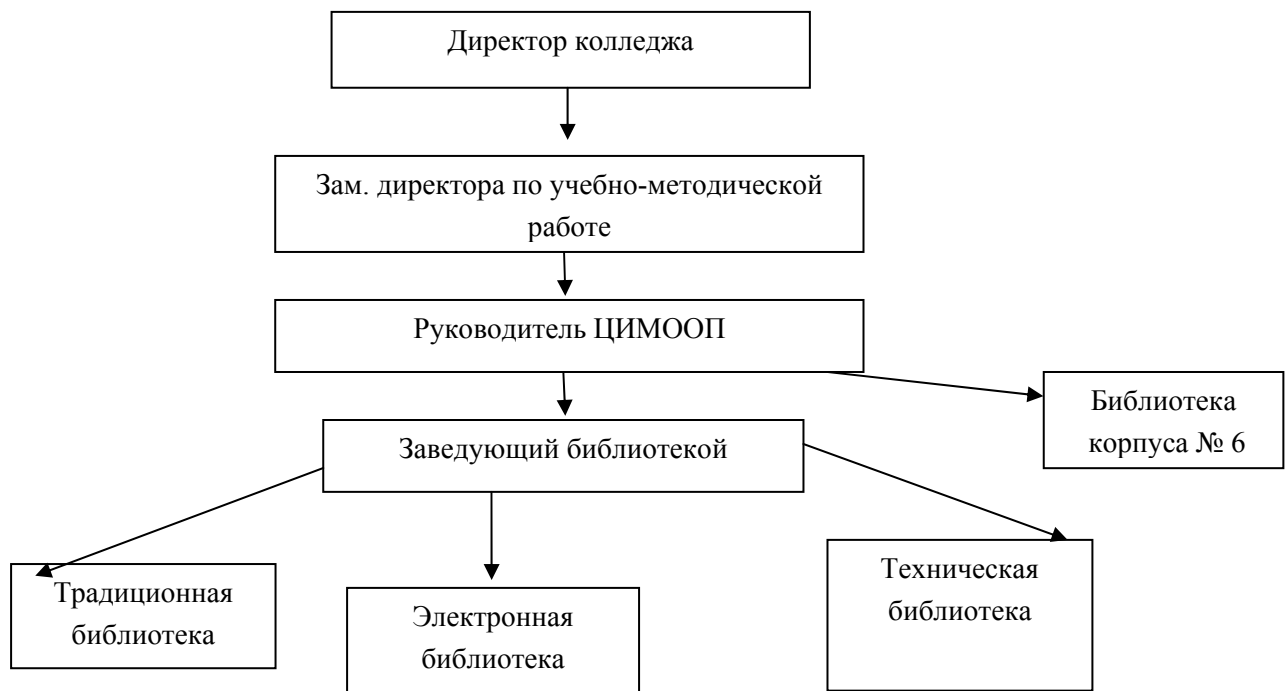 Директор колледжа
Зам. директора по учебно-методической
работе
Руководитель ЦИМООП
Библиотека
корпуса № 6
Заведующий библиотекой
Традиционная
библиотека
Электронная
библиотека
Техническая
библиотека